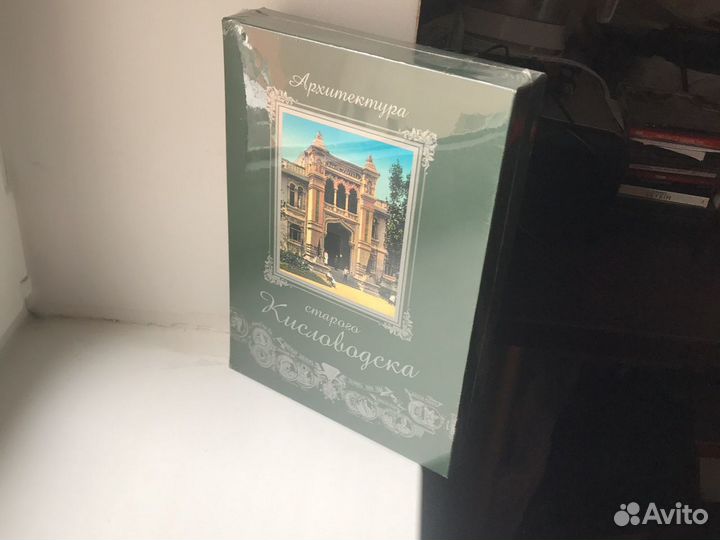 Архитектура
старого
Кисловодска
Avito